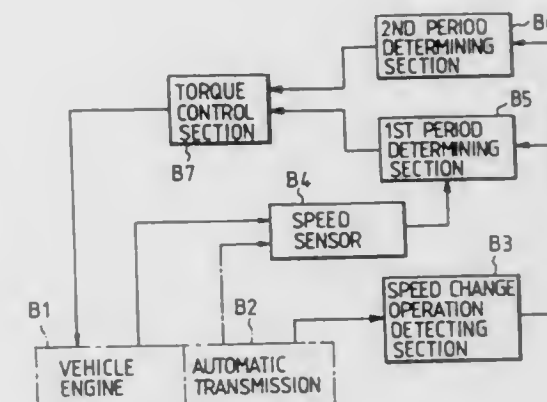 2ND PERIOD
DETERMINING
SECTION
TORQUE
CONTROL
SECTION
B7
B5
1ST PERIOD
DETERMINING
SECTION
B4
SPEED
SENSOR
B3
SPEED CHANGE
OPERATION
DETECTING
SECTION
B1
B2
VEHICLE
ENGINE
AUTOMATIC
TRANSMISSION